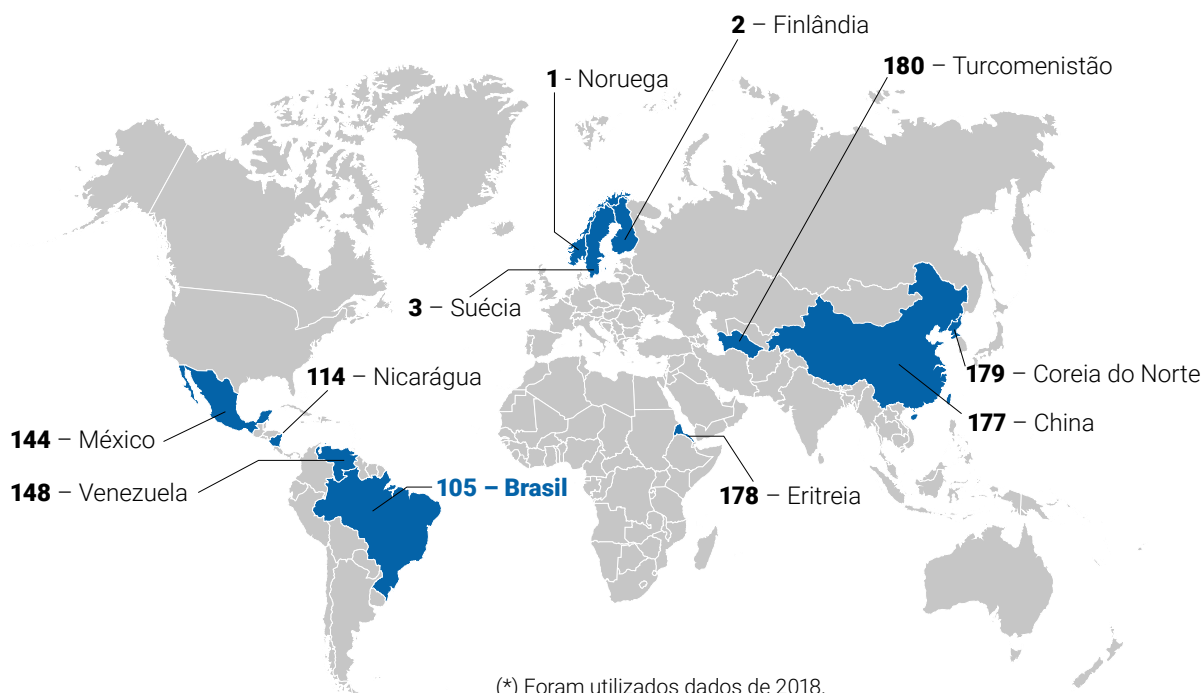 2 – Finlândia
180 – Turcomenistão
1 - Noruega
3 – Suécia
114 – Nicarágua
179 – Coreia do Norte
144 – México
177 – China
148 – Venezuela
105 – Brasil
178 – Eritreia
(*) Foram utilizados dados de 2018.